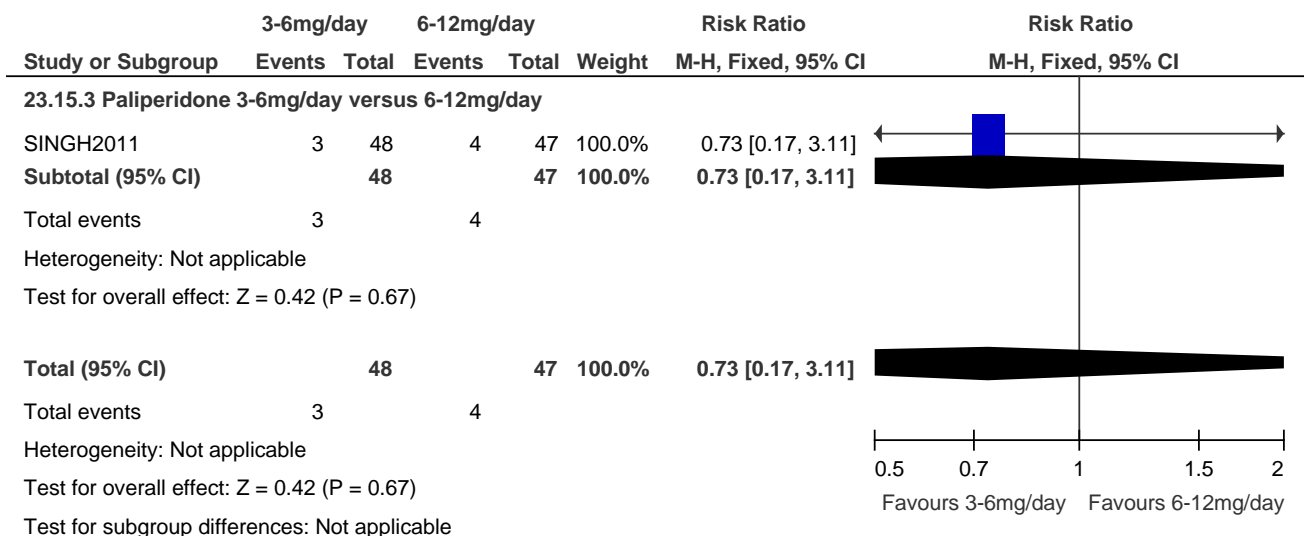 3-6mg/day 6-12mg/day Risk Ratio Risk Ratio
Study or Subgroup Events Total Events Total Weight M-H, Fixed, 95% CI M-H, Fixed, 95% CI
23.15.3 Paliperidone 3-6mg/day versus 6-12mg/day
SINGH2011 3 48 4 47 100.0% 0.73 [0.17, 3.11]
Subtotal (95% CI) 48 47 100.0% 0.73 [0.17, 3.11]
Total events 3 4
Heterogeneity: Not applicable
Test for overall effect: Z = 0.42 (P = 0.67)
Total (95% CI) 48 47 100.0% 0.73 [0.17, 3.11]
Total events 3 4
Heterogeneity: Not applicable
Test for overall effect: Z = 0.42 (P = 0.67)
Test for subgroup differences: Not applicable
0.5 0.7 1 1.5 2
Favours 3-6mg/day Favours 6-12mg/day